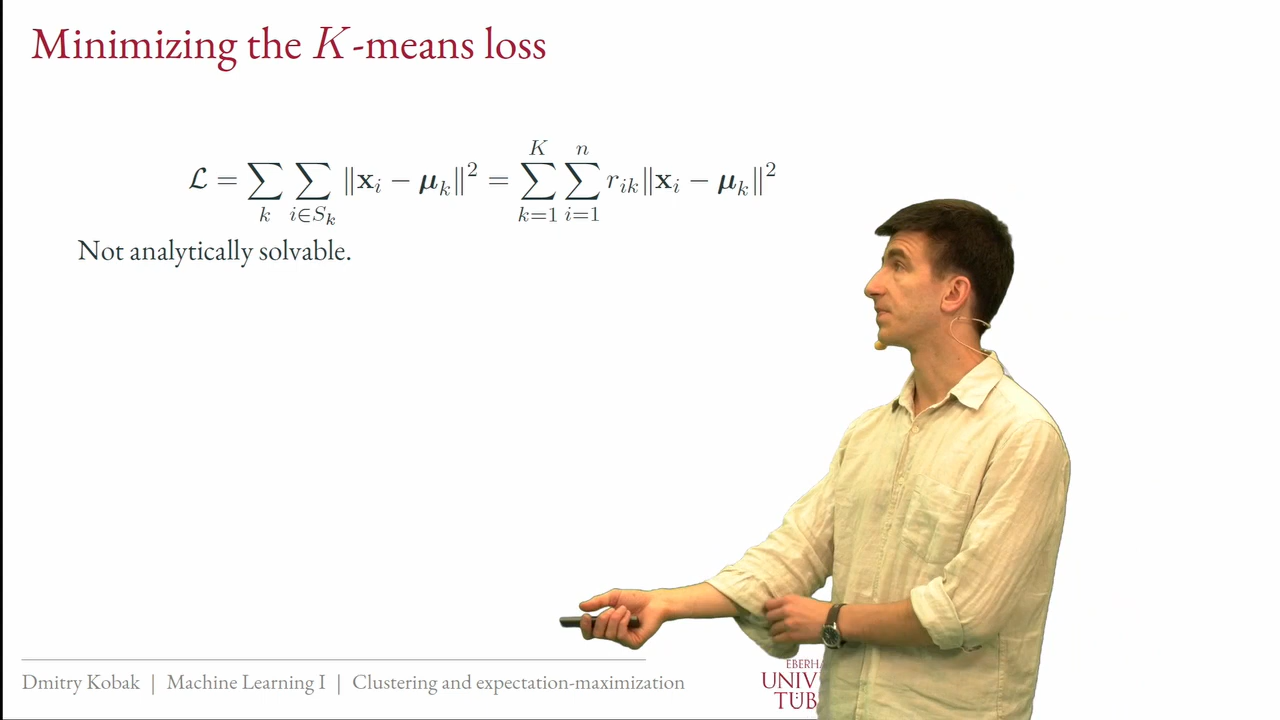 Minimizing the K-means loss
ℒ = ∑_k ∑_{i∈S_k} ‖x_i − μ_k‖² = ∑_{k=1}^{K} ∑_{i=1}^{n} r_{ik}‖x_i − μ_k‖²
Not analytically solvable.
Dmitry Kobak | Machine Learning I | Clustering and expectation-maximization